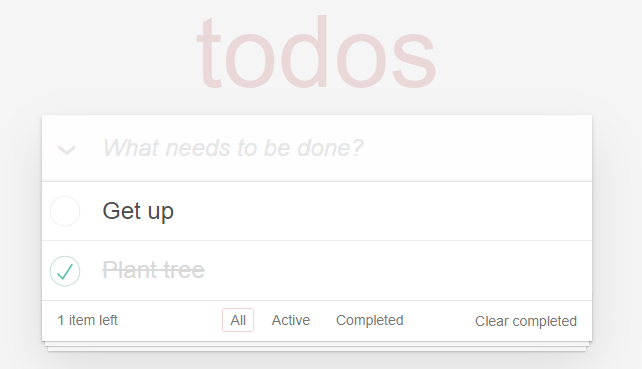 todos
What needs to be done?
Get up
Plant tree
1 item left All Active Completed Clear completed